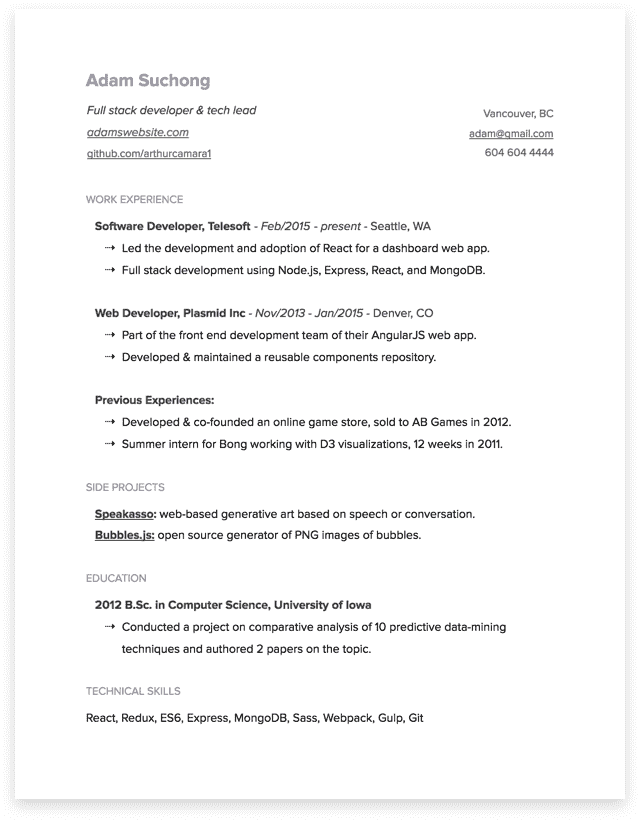 Adam Suchong
Full stack developer & tech lead
adamswebsite.com
github.com/arthurcamara1
Vancouver, BC
adam@gmail.com
604 604 4444
WORK EXPERIENCE
Software Developer, Telesoft - Feb/2015 - present - Seattle, WA
⇢ Led the development and adoption of React for a dashboard web app.
⇢ Full stack development using Node.js, Express, React, and MongoDB.
Web Developer, Plasmid Inc - Nov/2013 - Jan/2015 - Denver, CO
⇢ Part of the front end development team of their AngularJS web app.
⇢ Developed & maintained a reusable components repository.
Previous Experiences:
⇢ Developed & co-founded an online game store, sold to AB Games in 2012.
⇢ Summer intern for Bong working with D3 visualizations, 12 weeks in 2011.
SIDE PROJECTS
Speakasso: web-based generative art based on speech or conversation.
Bubbles.js: open source generator of PNG images of bubbles.
EDUCATION
2012 B.Sc. in Computer Science, University of Iowa
⇢ Conducted a project on comparative analysis of 10 predictive data-mining
techniques and authored 2 papers on the topic.
TECHNICAL SKILLS
React, Redux, ES6, Express, MongoDB, Sass, Webpack, Gulp, Git